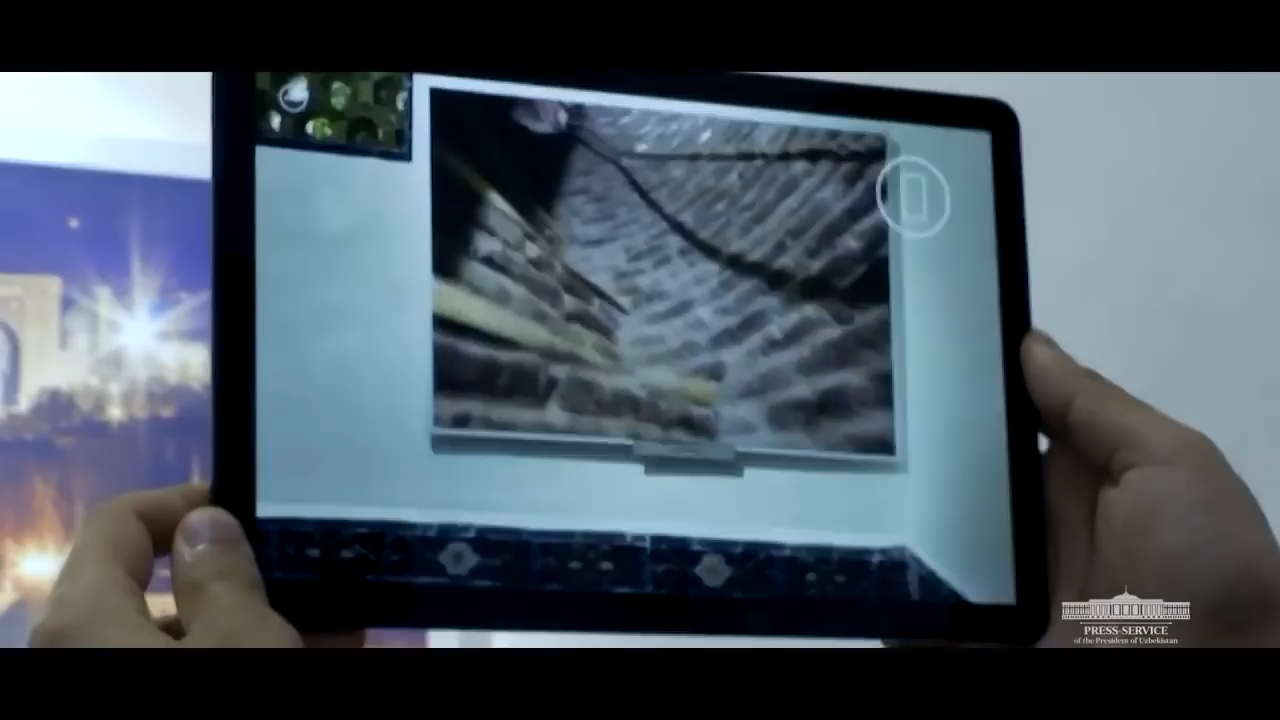 PRESS-SERVICE
of the President of Uzbekistan